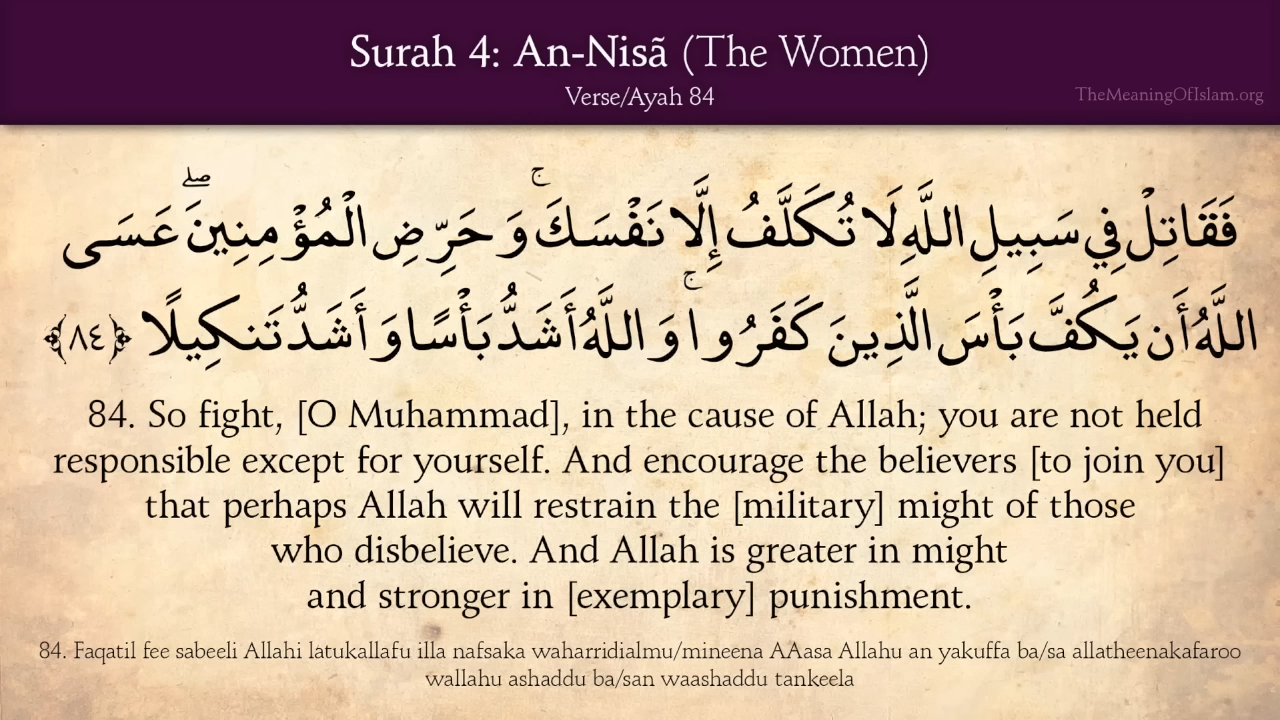 Surah 4: An-Nisã (The Women)
Verse/Ayah 84
TheMeaningOfIslam.org
فَقَاتِلْ فِي سَبِيلِ اللَّهِ لَا تُكَلَّفُ إِلَّا نَفْسَكَ ۚ وَحَرِّضِ الْمُؤْمِنِينَ ۖ عَسَى
اللَّهُ أَن يَكُفَّ بَأْسَ الَّذِينَ كَفَرُوا ۚ وَاللَّهُ أَشَدُّ بَأْسًا وَأَشَدُّ تَنكِيلًا ﴿٨٤﴾
84. So fight, [O Muhammad], in the cause of Allah; you are not held
responsible except for yourself. And encourage the believers [to join you]
that perhaps Allah will restrain the [military] might of those
who disbelieve. And Allah is greater in might
and stronger in [exemplary] punishment.
84. Faqatil fee sabeeli Allahi latukallafu illa nafsaka waharridialmu/mineena AAasa Allahu an yakuffa ba/sa allatheenakafaroo
wallahu ashaddu ba/san waashaddu tankeela